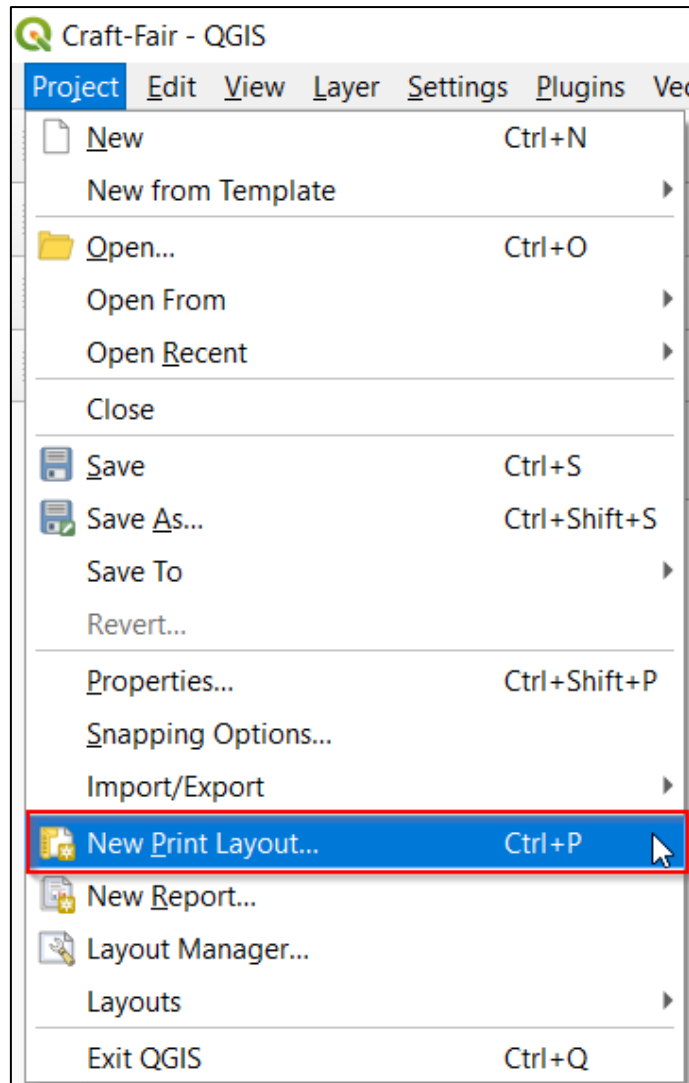 Craft-Fair - QGIS
Project Edit View Layer Settings Plugins
New Ctrl+N
New from Template
Open... Ctrl+O
Open From
Open Recent
Close
Save Ctrl+S
Save As... Ctrl+Shift+S
Save To
Revert...
Properties... Ctrl+Shift+P
Snapping Options...
Import/Export
New Print Layout... Ctrl+P
New Report...
Layout Manager...
Layouts
Exit QGIS Ctrl+Q